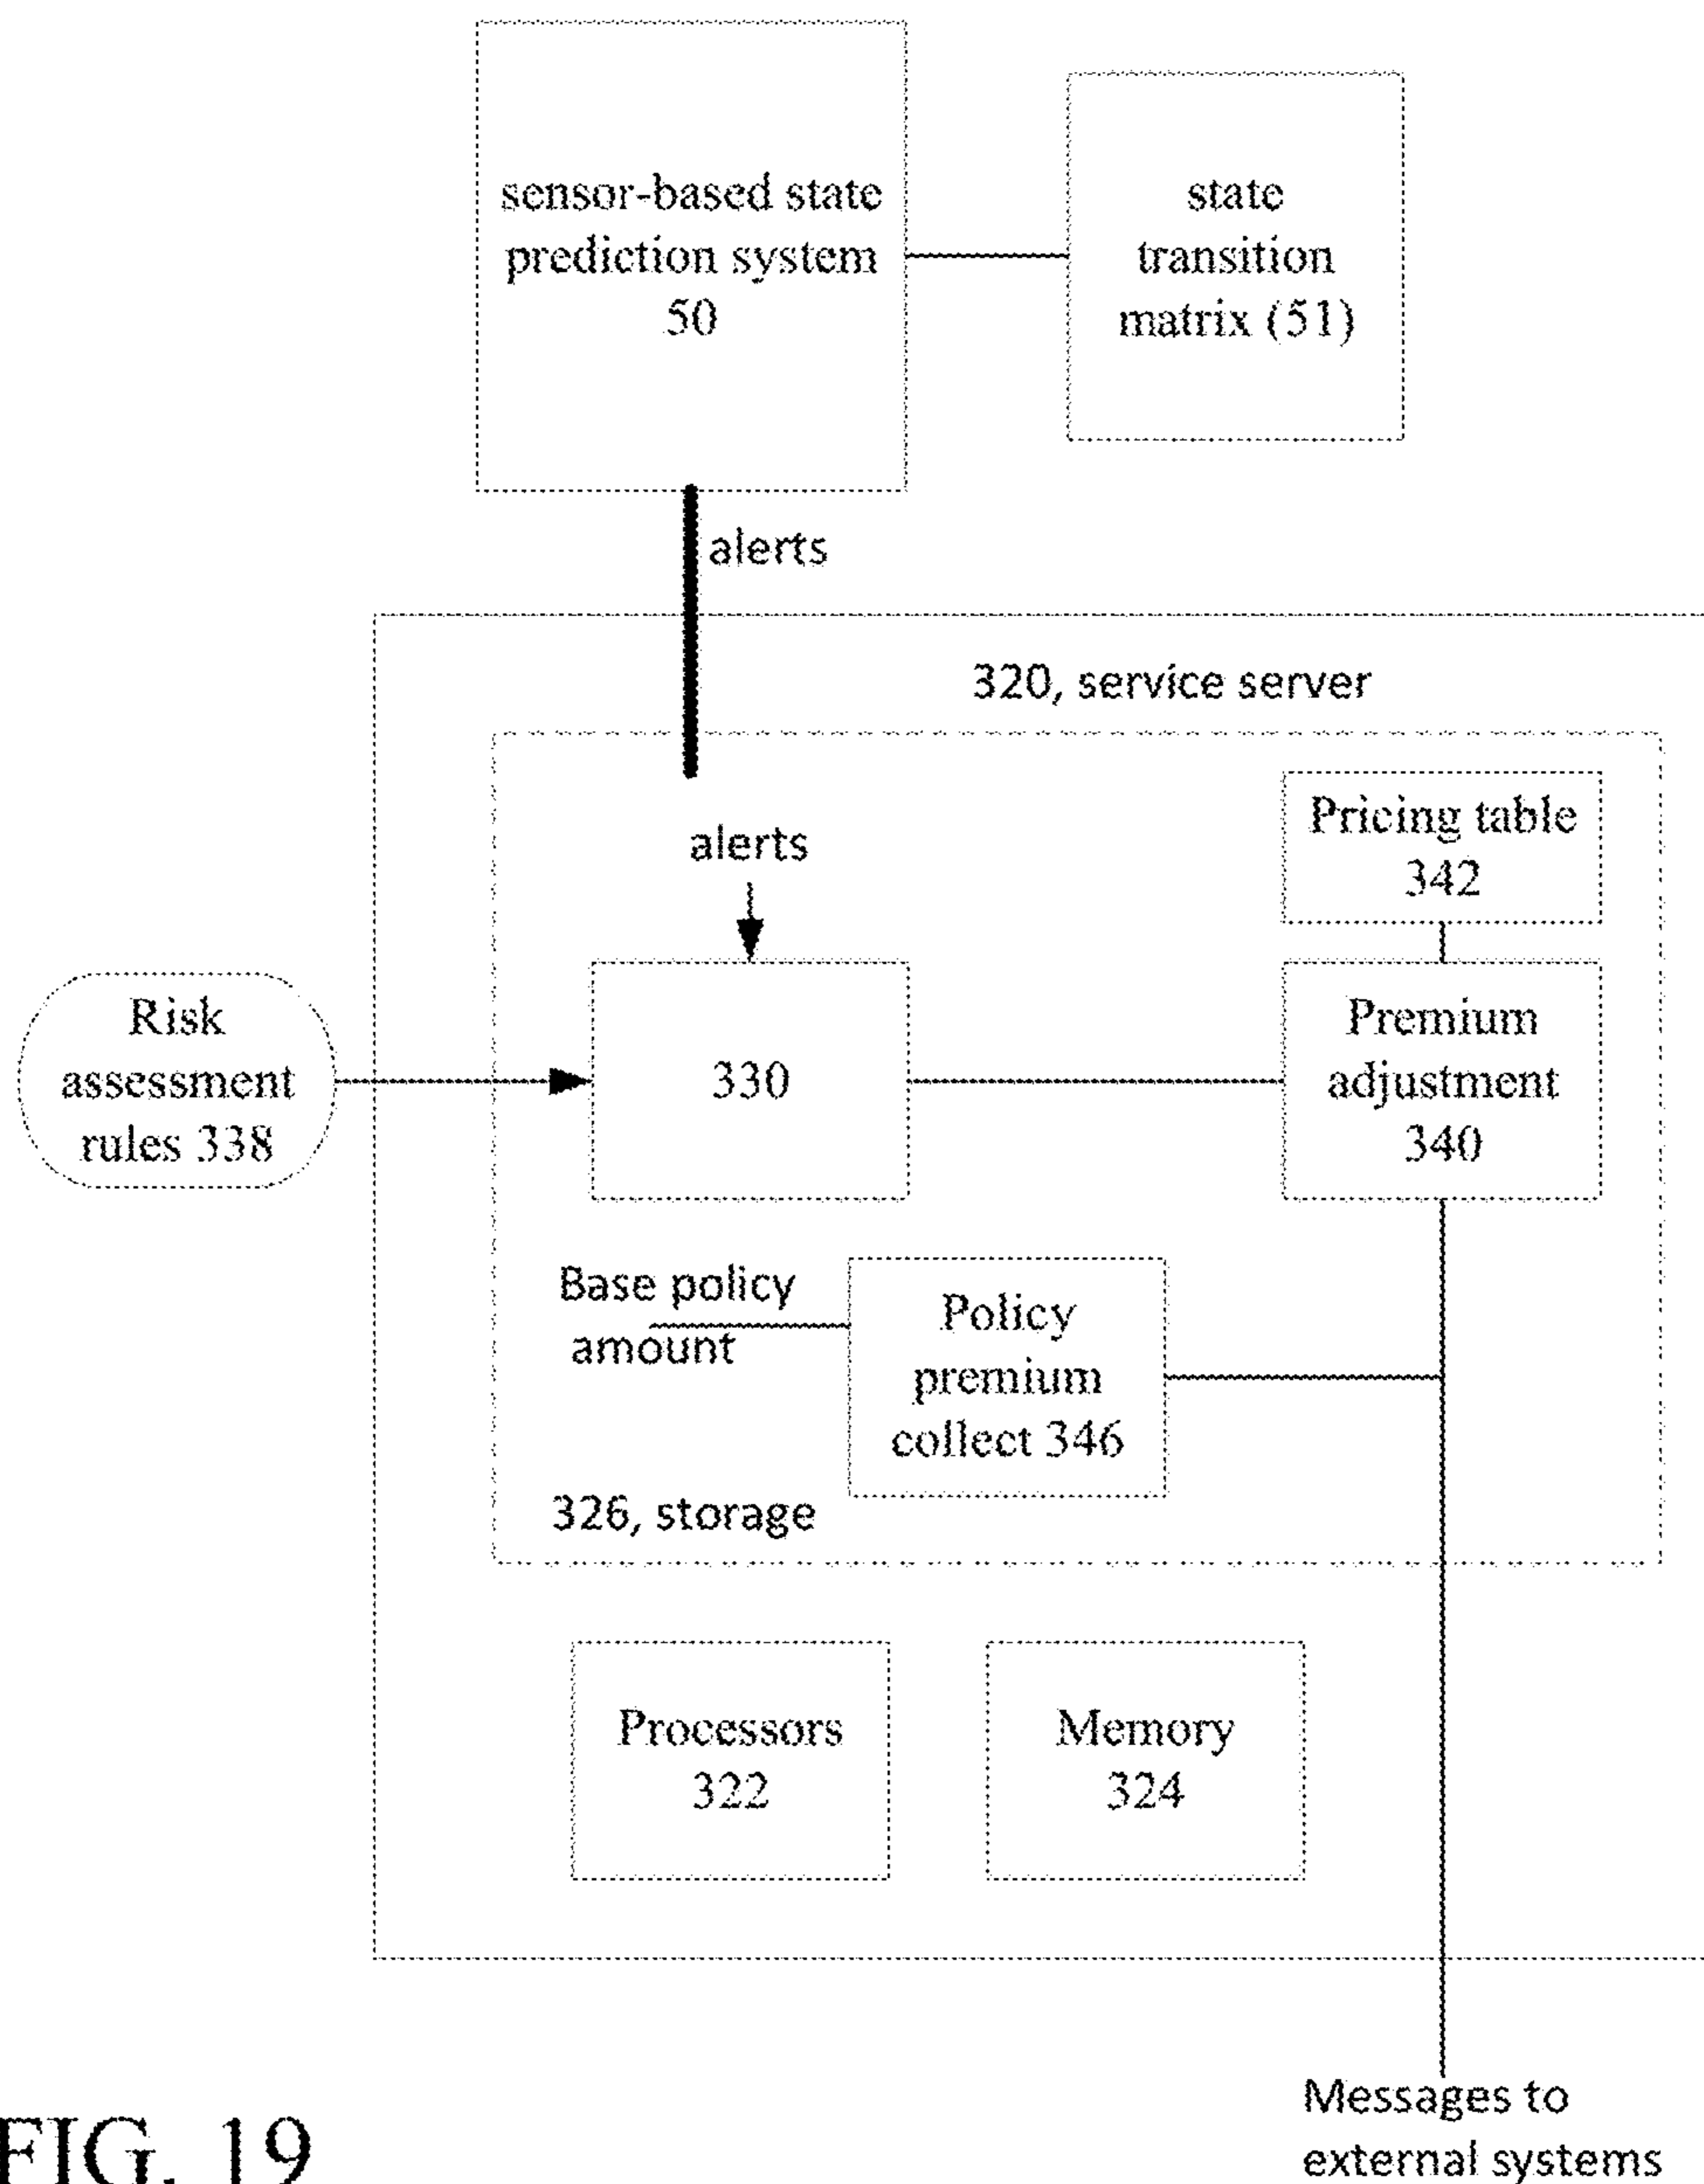 sensor-based state
prediction system
50
state
transition
matrix (51)
alerts
320, service server
alerts
Pricing table
342
Risk
assessment
rules 338
330
Premium
adjustment
340
Base policy
amount
Policy
premium
collect 346
326, storage
Processors
322
Memory
324
Messages to
external systems
FIG. 19